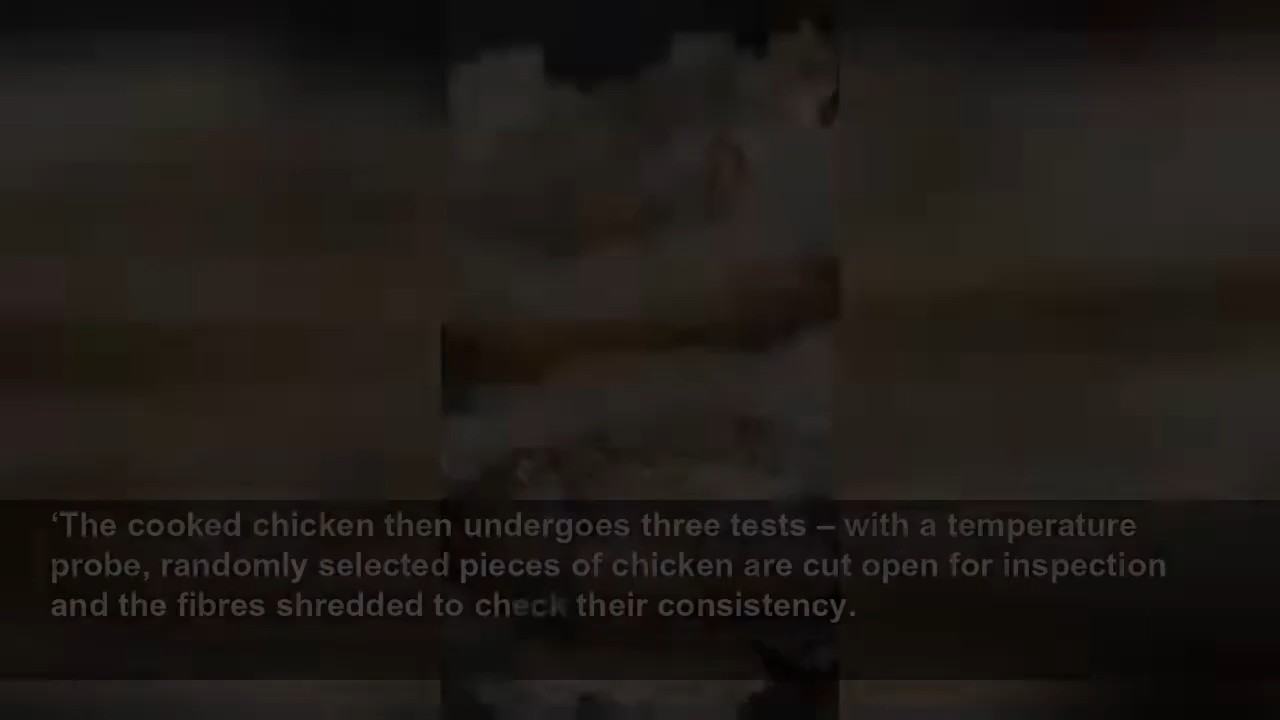 ‘The cooked chicken then undergoes three tests – with a temperature
probe, randomly selected pieces of chicken are cut open for inspection
and the fibres shredded to check their consistency.